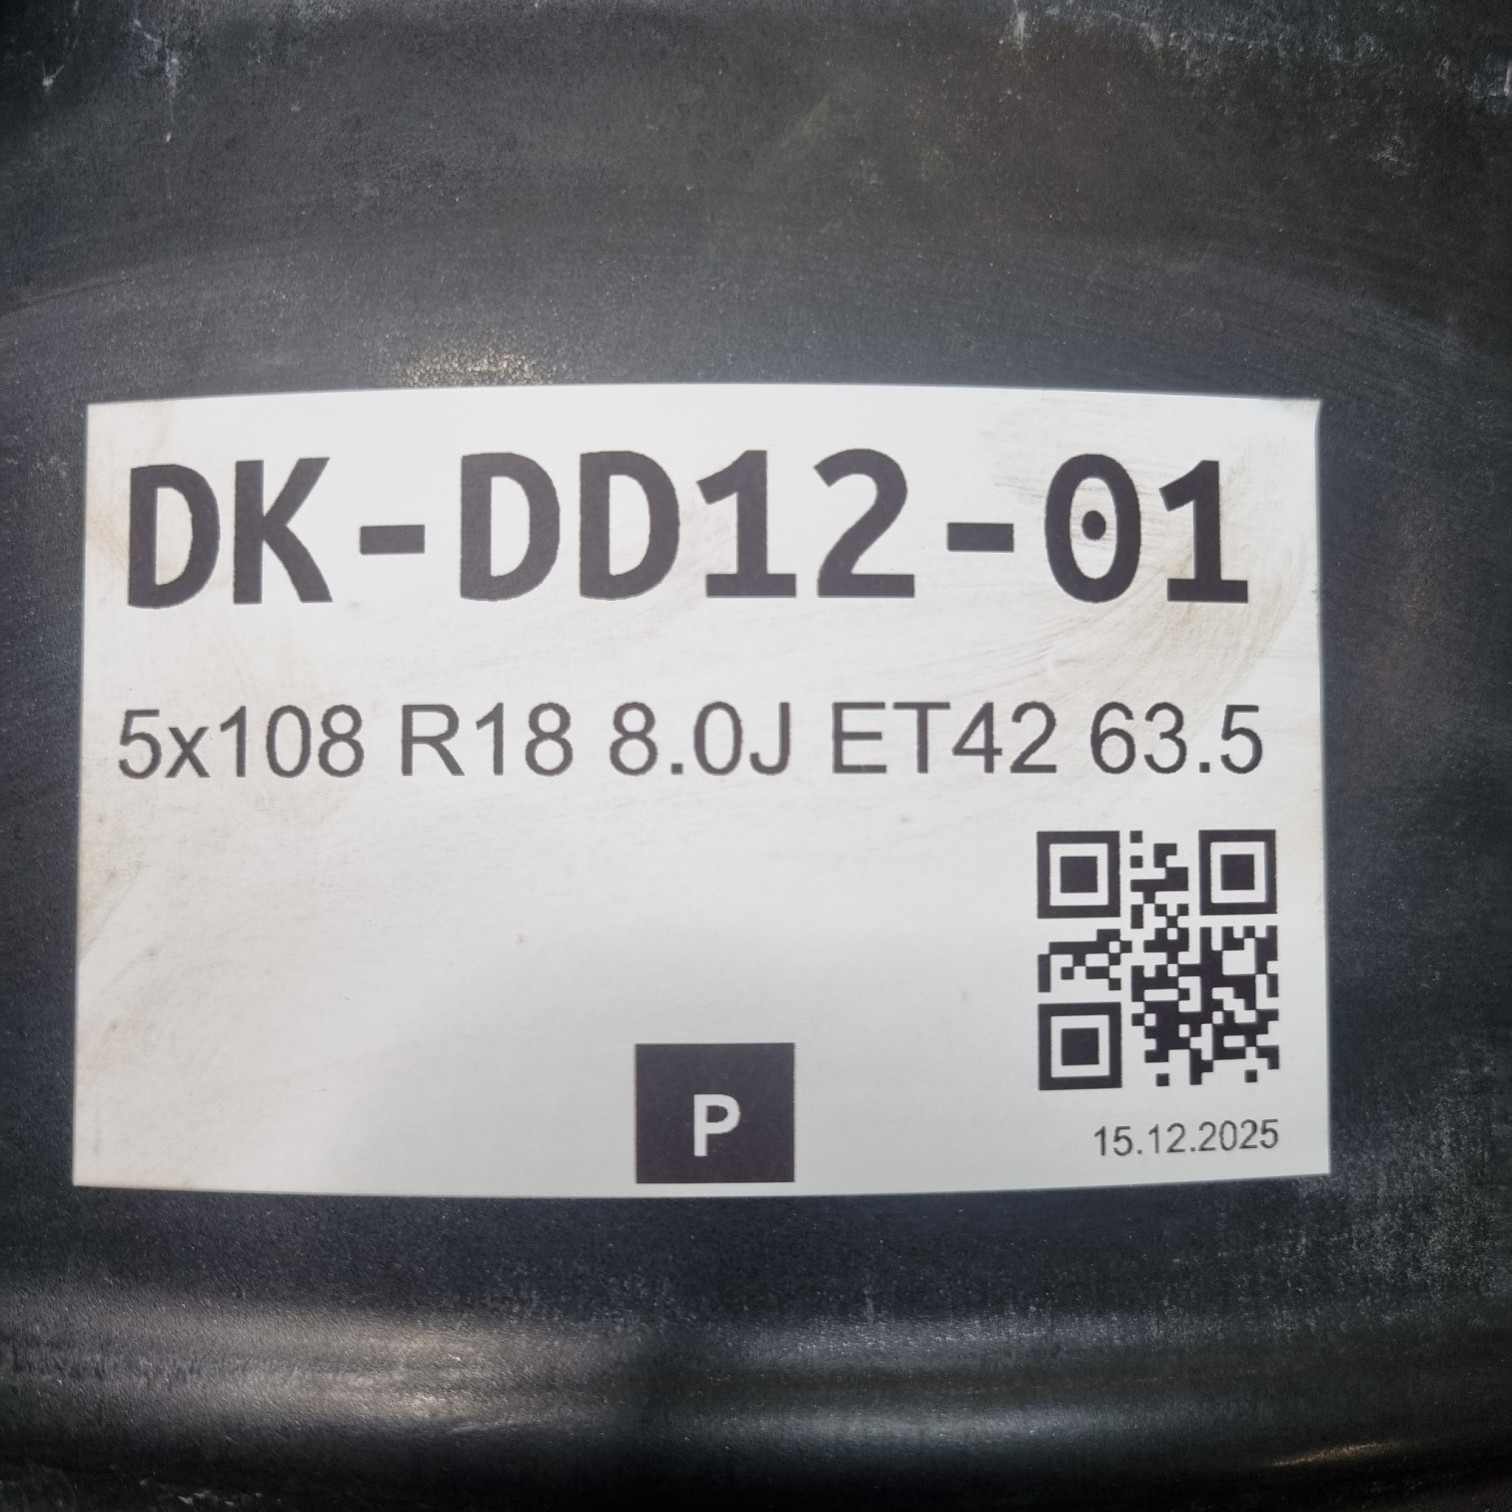 DK-DD12-01
5x108 R18 8.0J ET42 63.5
P
15.12.2025